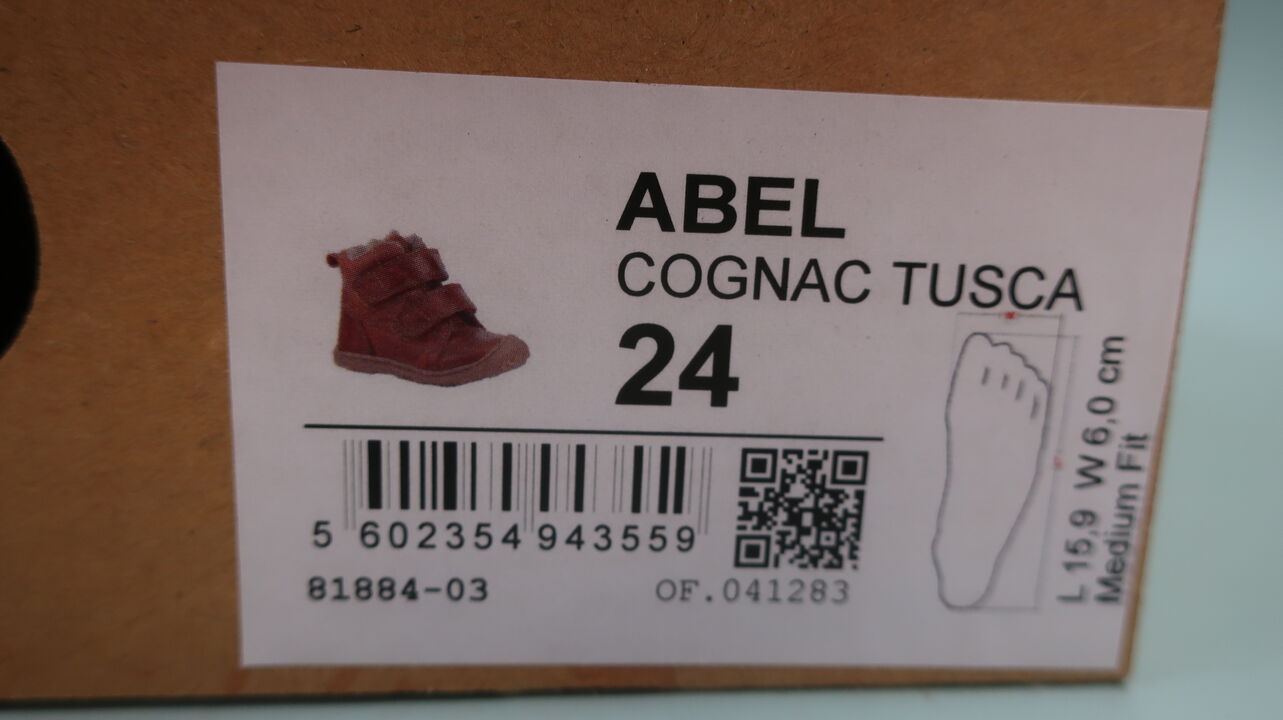 ABEL
COGNAC TUSCA
24
5 602354 943559
81884-03
OF.041283
L 15,9 W 6,0 cm
Medium Fit